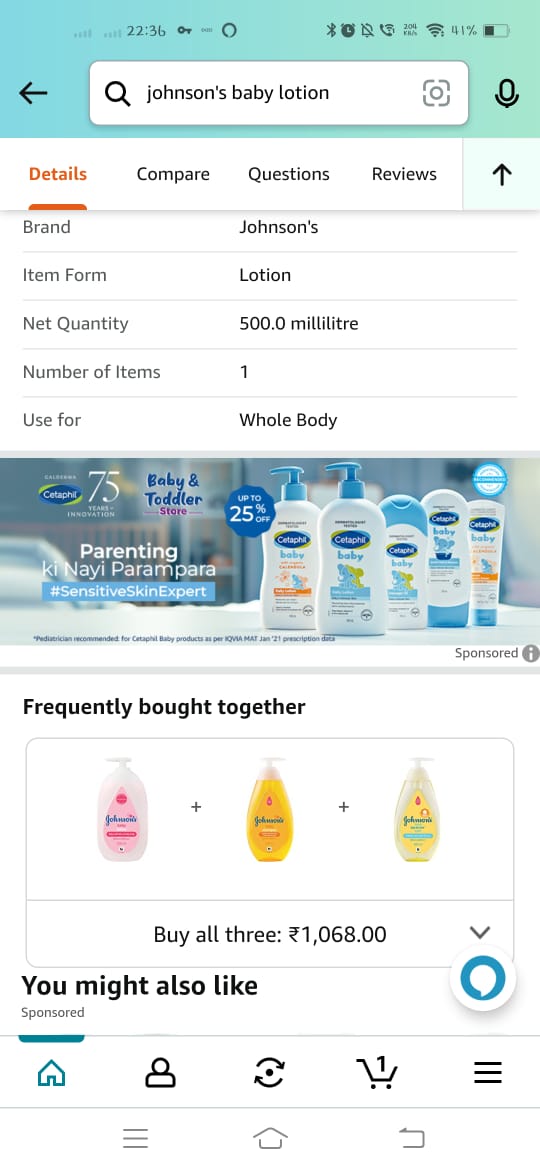 22:36
204
KB/s
41%
johnson's baby lotion
Details Compare Questions Reviews
Brand Johnson's
Item Form Lotion
Net Quantity 500.0 millilitre
Number of Items 1
Use for Whole Body
GALDERMA
Cetaphil
75
YEARS OF
INNOVATION
Baby &
Toddler
Store
UP TO
25% OFF
Parenting
ki Nayi Parampara
#SensitiveSkinExpert
Cetaphil
baby
Cetaphil
baby
Cetaphil
baby
Cetaphil
baby
Cetaphil
baby
*Pediatrician recommended: for Cetaphil Baby products as per IQVIA MAT Jan '21 prescription data
Sponsored
Frequently bought together
Johnson's
+
Johnson's
+
Johnson's
Buy all three: ₹1,068.00
You might also like
Sponsored
1